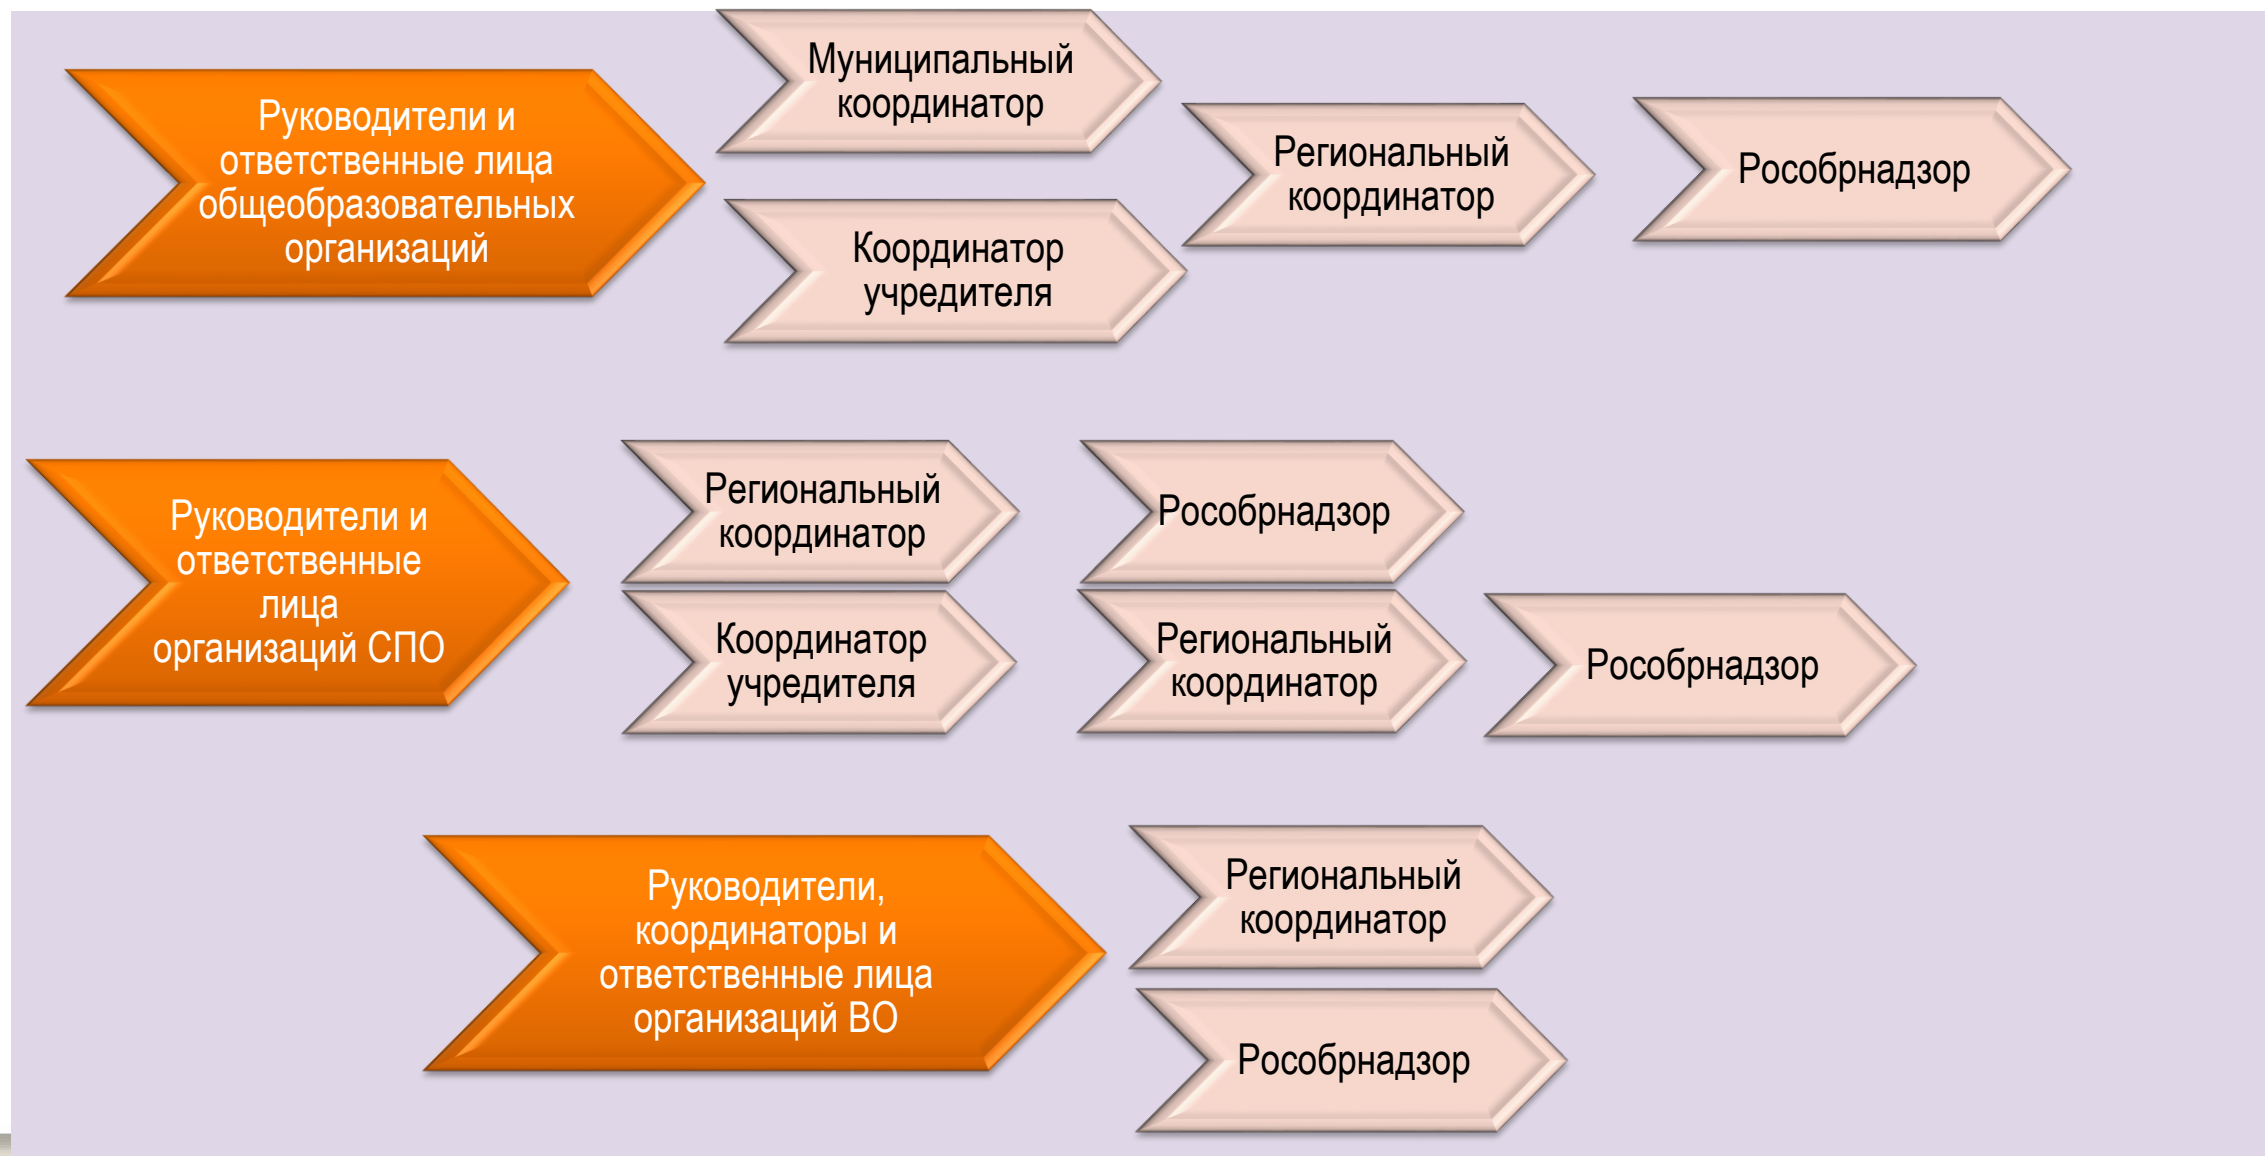 Руководители и
ответственные лица
общеобразовательных
организаций
Муниципальный
координатор
Координатор
учредителя
Региональный
координатор
Рособрнадзор
Руководители и
ответственные
лица
организаций СПО
Региональный
координатор
Рособрнадзор
Координатор
учредителя
Региональный
координатор
Рособрнадзор
Руководители,
координаторы и
ответственные лица
организаций ВО
Региональный
координатор
Рособрнадзор